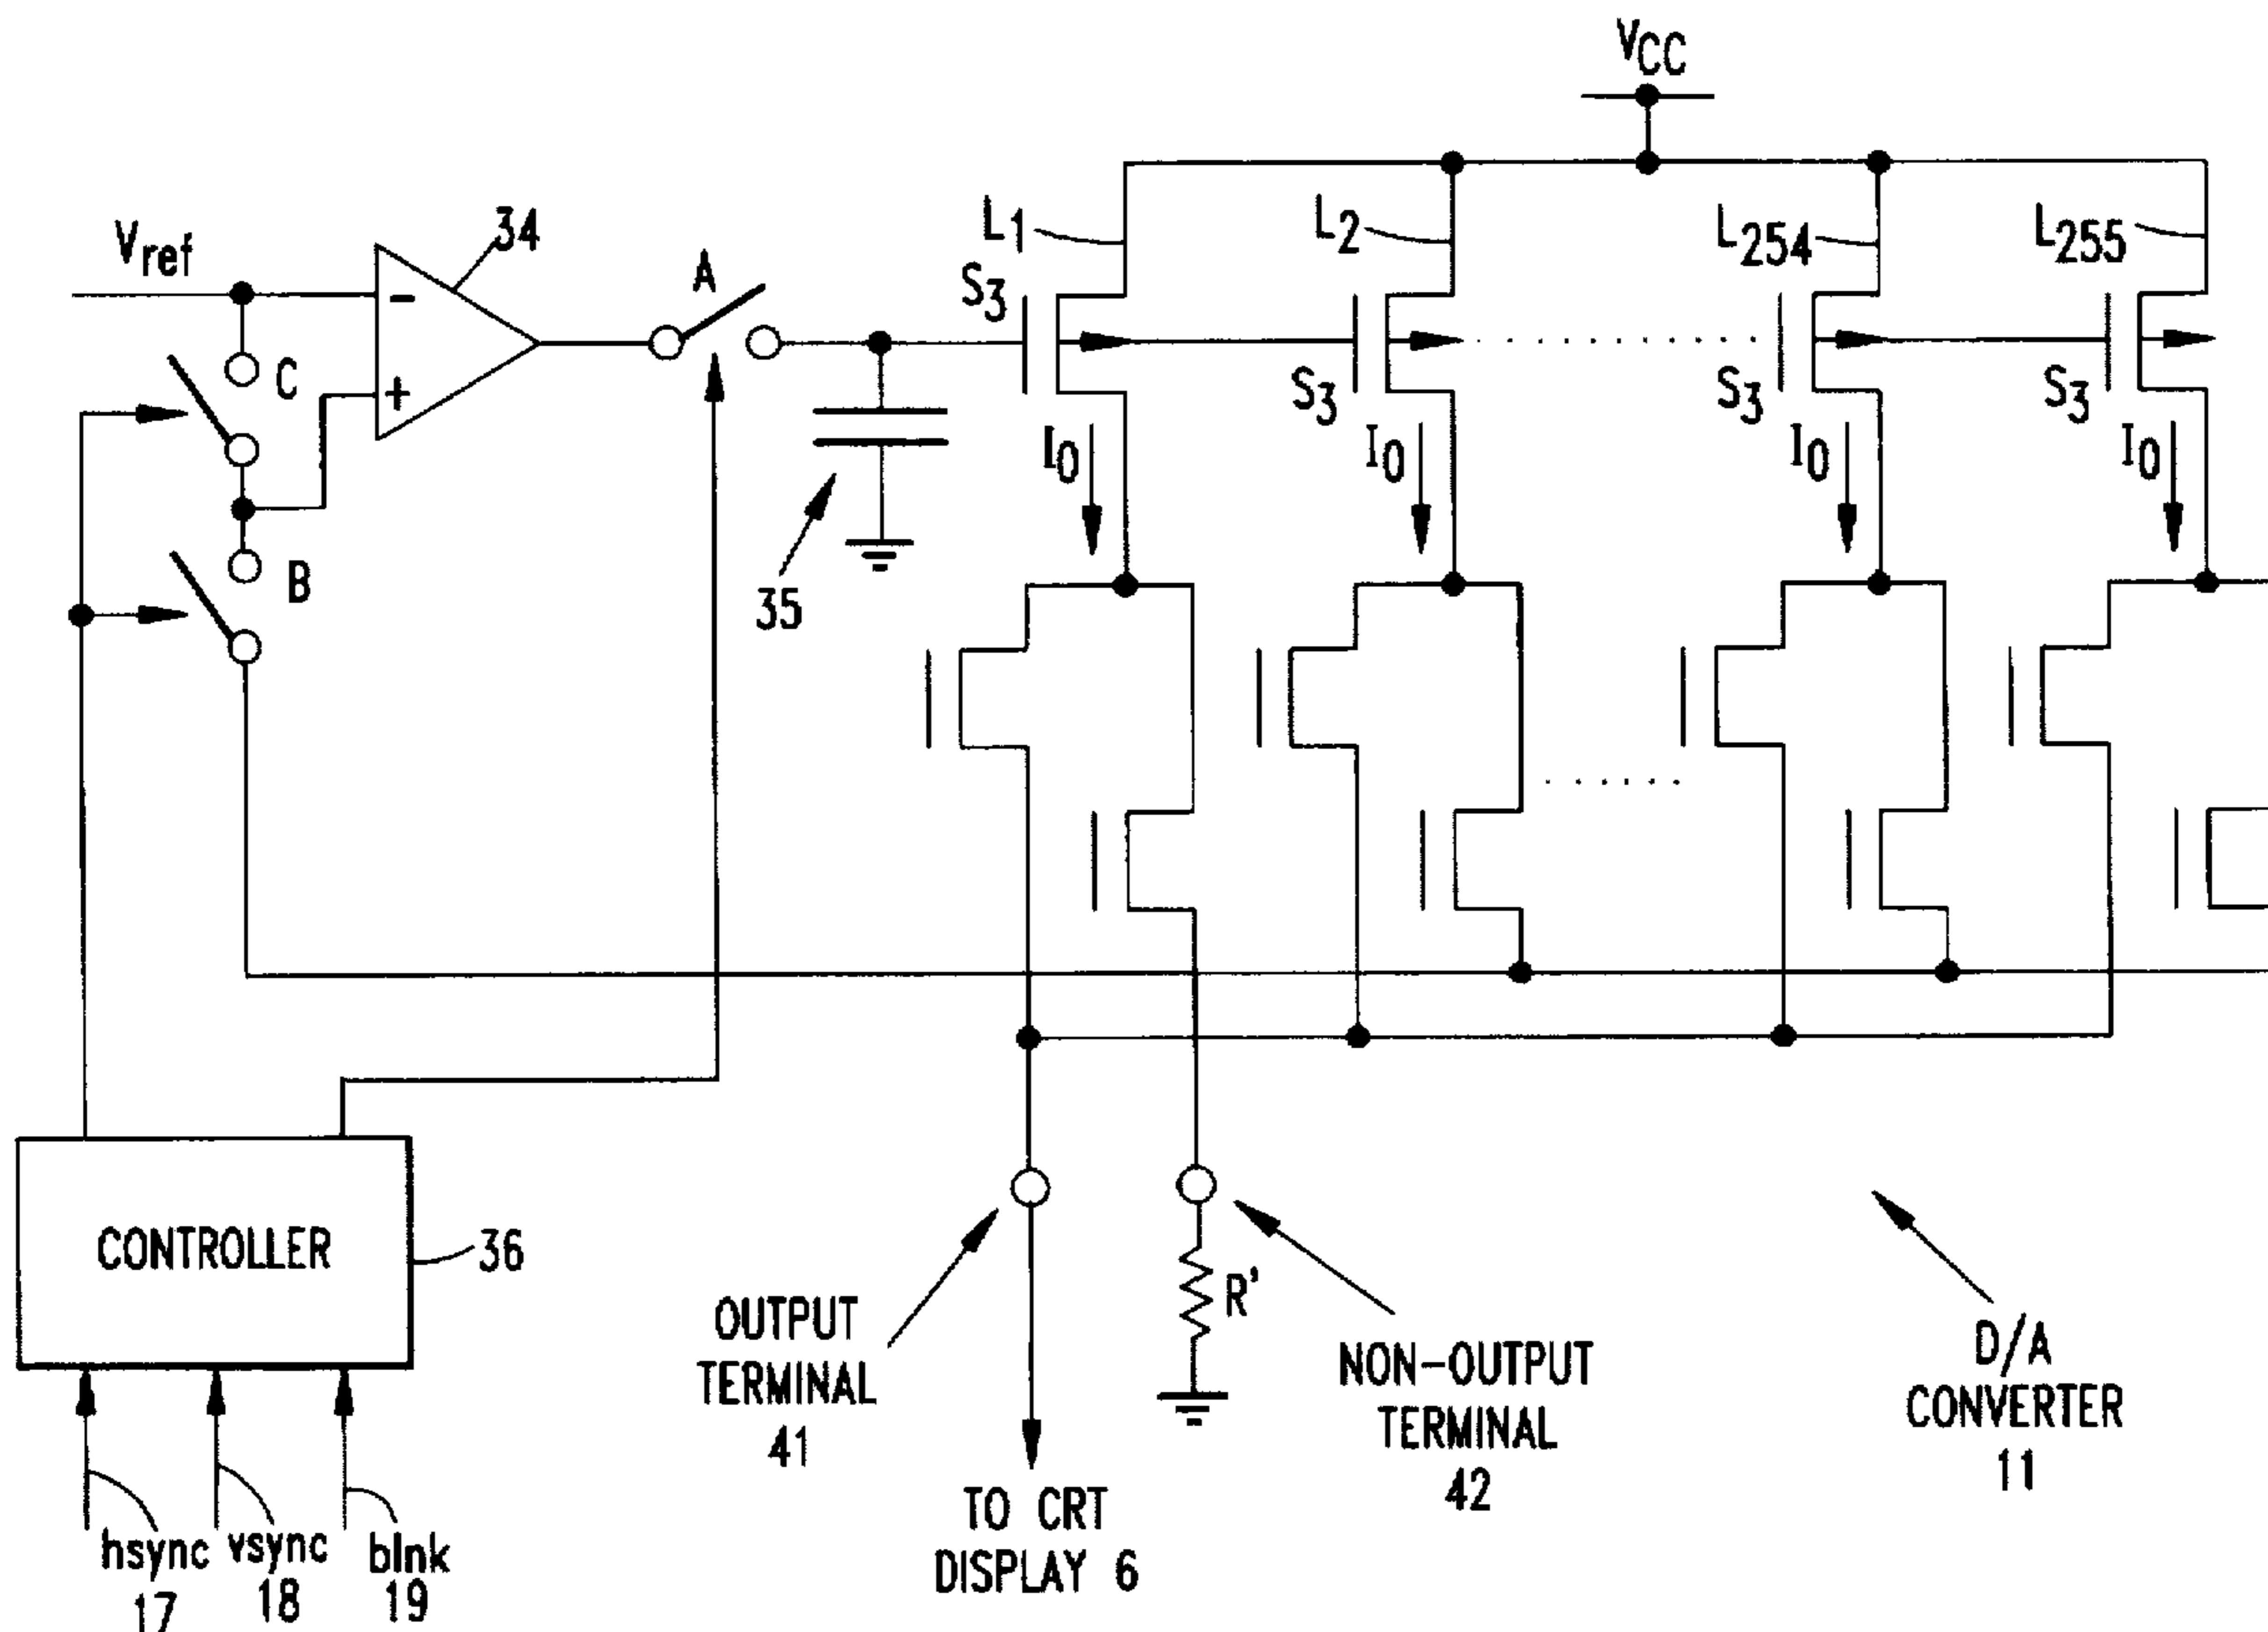 VCC
Vref
34
A
L1
L2
L254
L255
S3
-
C
+
S3
S3
S3
I0
I0
I0
I0
B
35
CONTROLLER
36
R'
OUTPUT
TERMINAL
41
NON-OUTPUT
TERMINAL
42
D/A
CONVERTER
11
TO CRT
DISPLAY 6
hsync
17
vsync
18
blnk
19